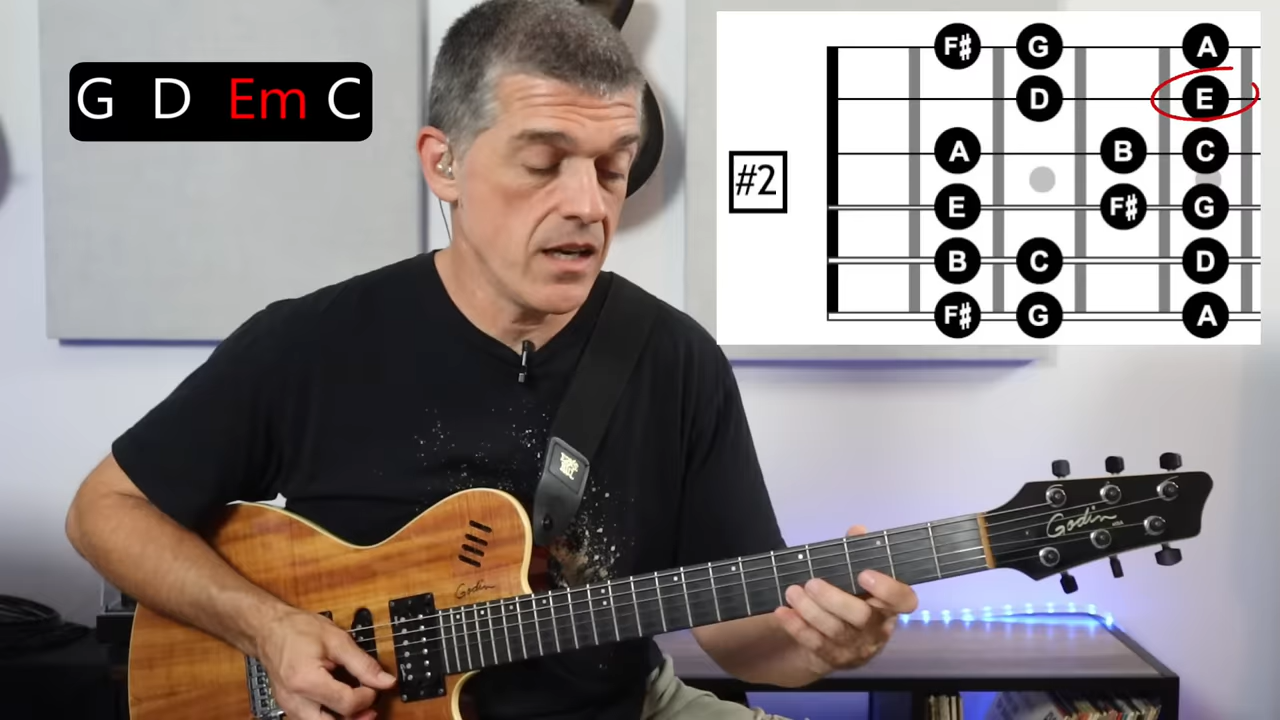 G D Em C
#2
F# G A
D E
A B C
E F# G
B C D
F# G A
Godin
Godin